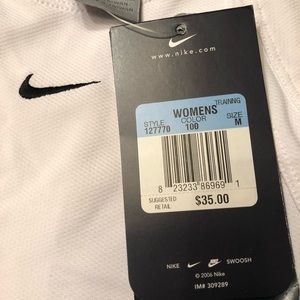 www.nike.com
TRAINING
WOMENS
STYLE COLOR SIZE
127770 100 M
8 23233 86969 1
SUGGESTED
RETAIL
$35.00
NIKE SWOOSH
© 2006 Nike
IM# 309289